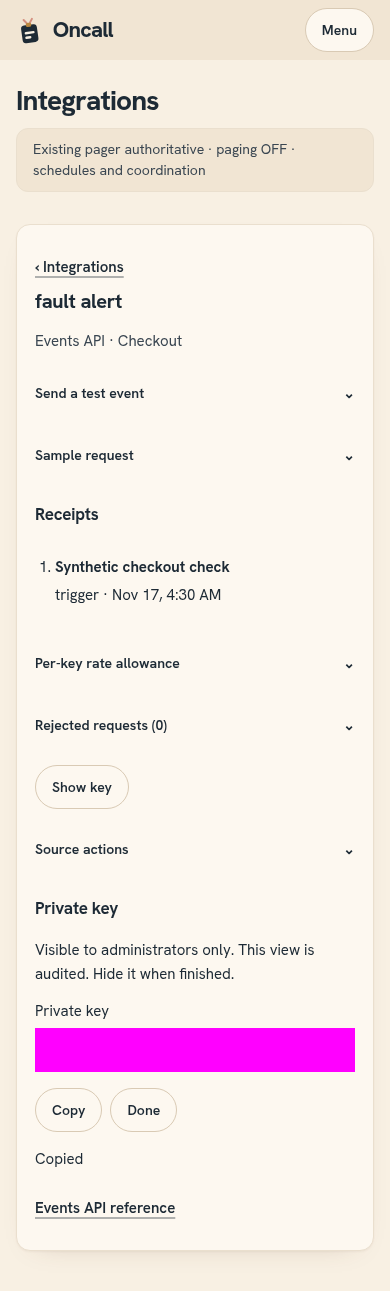 Oncall
Menu
Integrations
Existing pager authoritative · paging OFF ·
schedules and coordination
‹ Integrations
fault alert
Events API · Checkout
Send a test event
Sample request
Receipts
1. Synthetic checkout check
trigger · Nov 17, 4:30 AM
Per-key rate allowance
Rejected requests (0)
Show key
Source actions
Private key
Visible to administrators only. This view is
audited. Hide it when finished.
Private key
Copy
Done
Copied
Events API reference